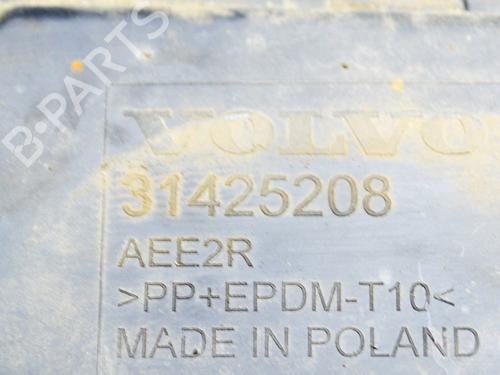 B-PARTS
VOLVO
31425208
AEE2R
>PP+EPDM-T10<
MADE IN POLAND